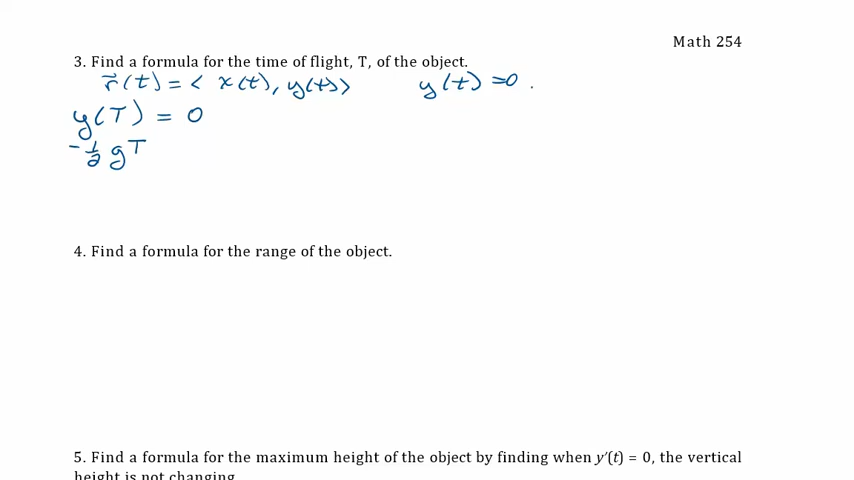 Math 254
3. Find a formula for the time of flight, T, of the object.
r⃗(t) = < x(t), y(t)> y(t) = 0 .
y(T) = 0
-½ gT
4. Find a formula for the range of the object.
5. Find a formula for the maximum height of the object by finding when y′(t) = 0, the vertical
height is not changing.